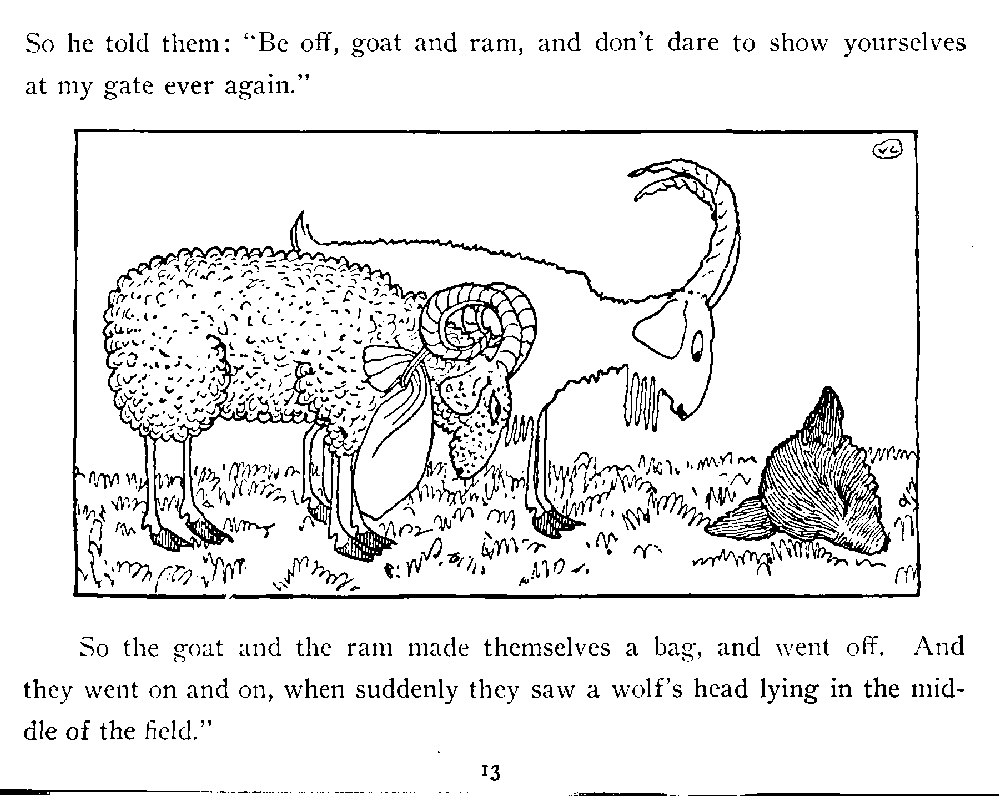 So he told them: “Be off, goat and ram, and don’t dare to show yourselves
at my gate ever again.”
VL
So the goat and the ram made themselves a bag, and went off. And
they went on and on, when suddenly they saw a wolf’s head lying in the mid-
dle of the field.”
13